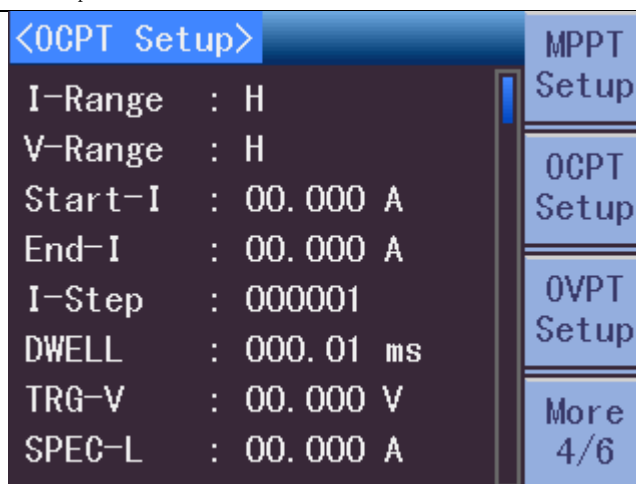 <OCPT Setup>
I-Range : H
V-Range : H
Start-I : 00.000 A
End-I : 00.000 A
I-Step : 000001
DWELL : 000.01 ms
TRG-V : 00.000 V
SPEC-L : 00.000 A
MPPT
Setup
OCPT
Setup
OVPT
Setup
More
4/6